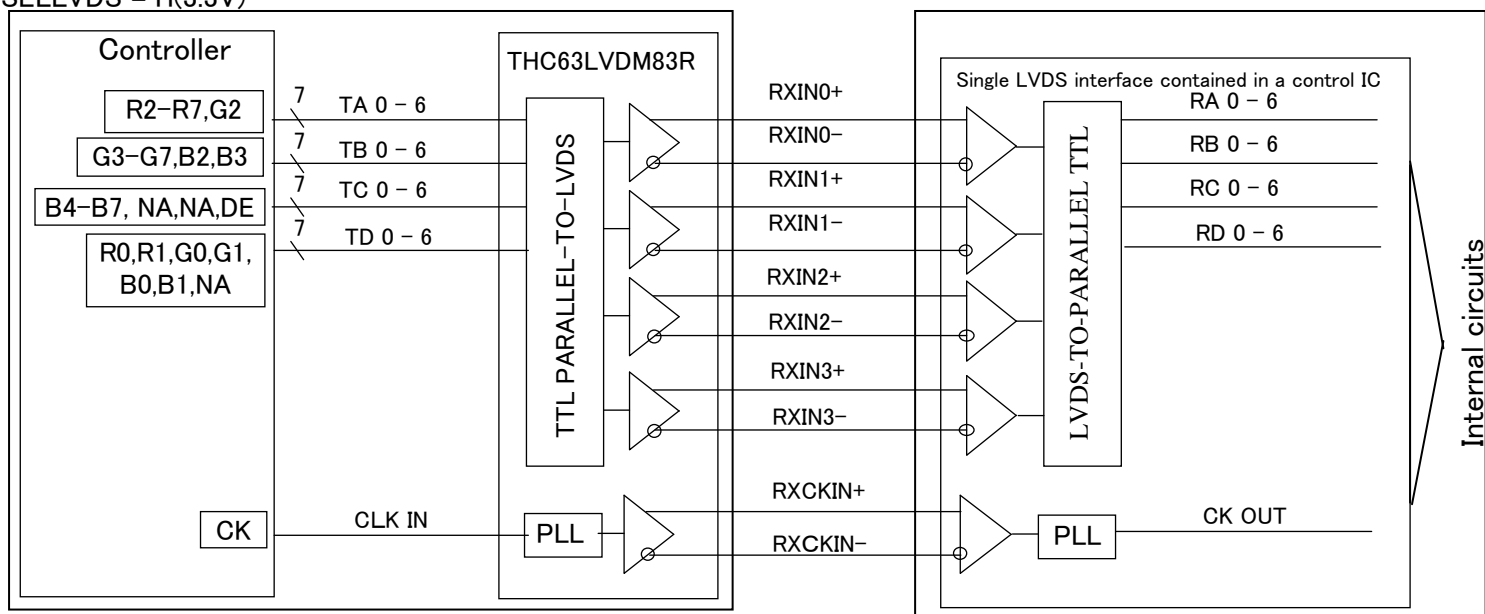 SELLVDS = H(3.3V)
Controller
THC63LVDM83R
Single LVDS interface contained in a control IC
R2-R7,G2
7
TA 0 - 6
RXIN0+
RA 0 - 6
G3-G7,B2,B3
7
TB 0 - 6
RXIN0-
RB 0 - 6
B4-B7, NA,NA,DE
7
TC 0 - 6
RXIN1+
RC 0 - 6
R0,R1,G0,G1,
B0,B1,NA
7
TD 0 - 6
RXIN1-
RD 0 - 6
TTL PARALLEL-TO-LVDS
RXIN2+
RXIN2-
RXIN3+
RXIN3-
LVDS-TO-PARALLEL TTL
Internal circuits
CK
CLK IN
PLL
RXCKIN+
RXCKIN-
PLL
CK OUT